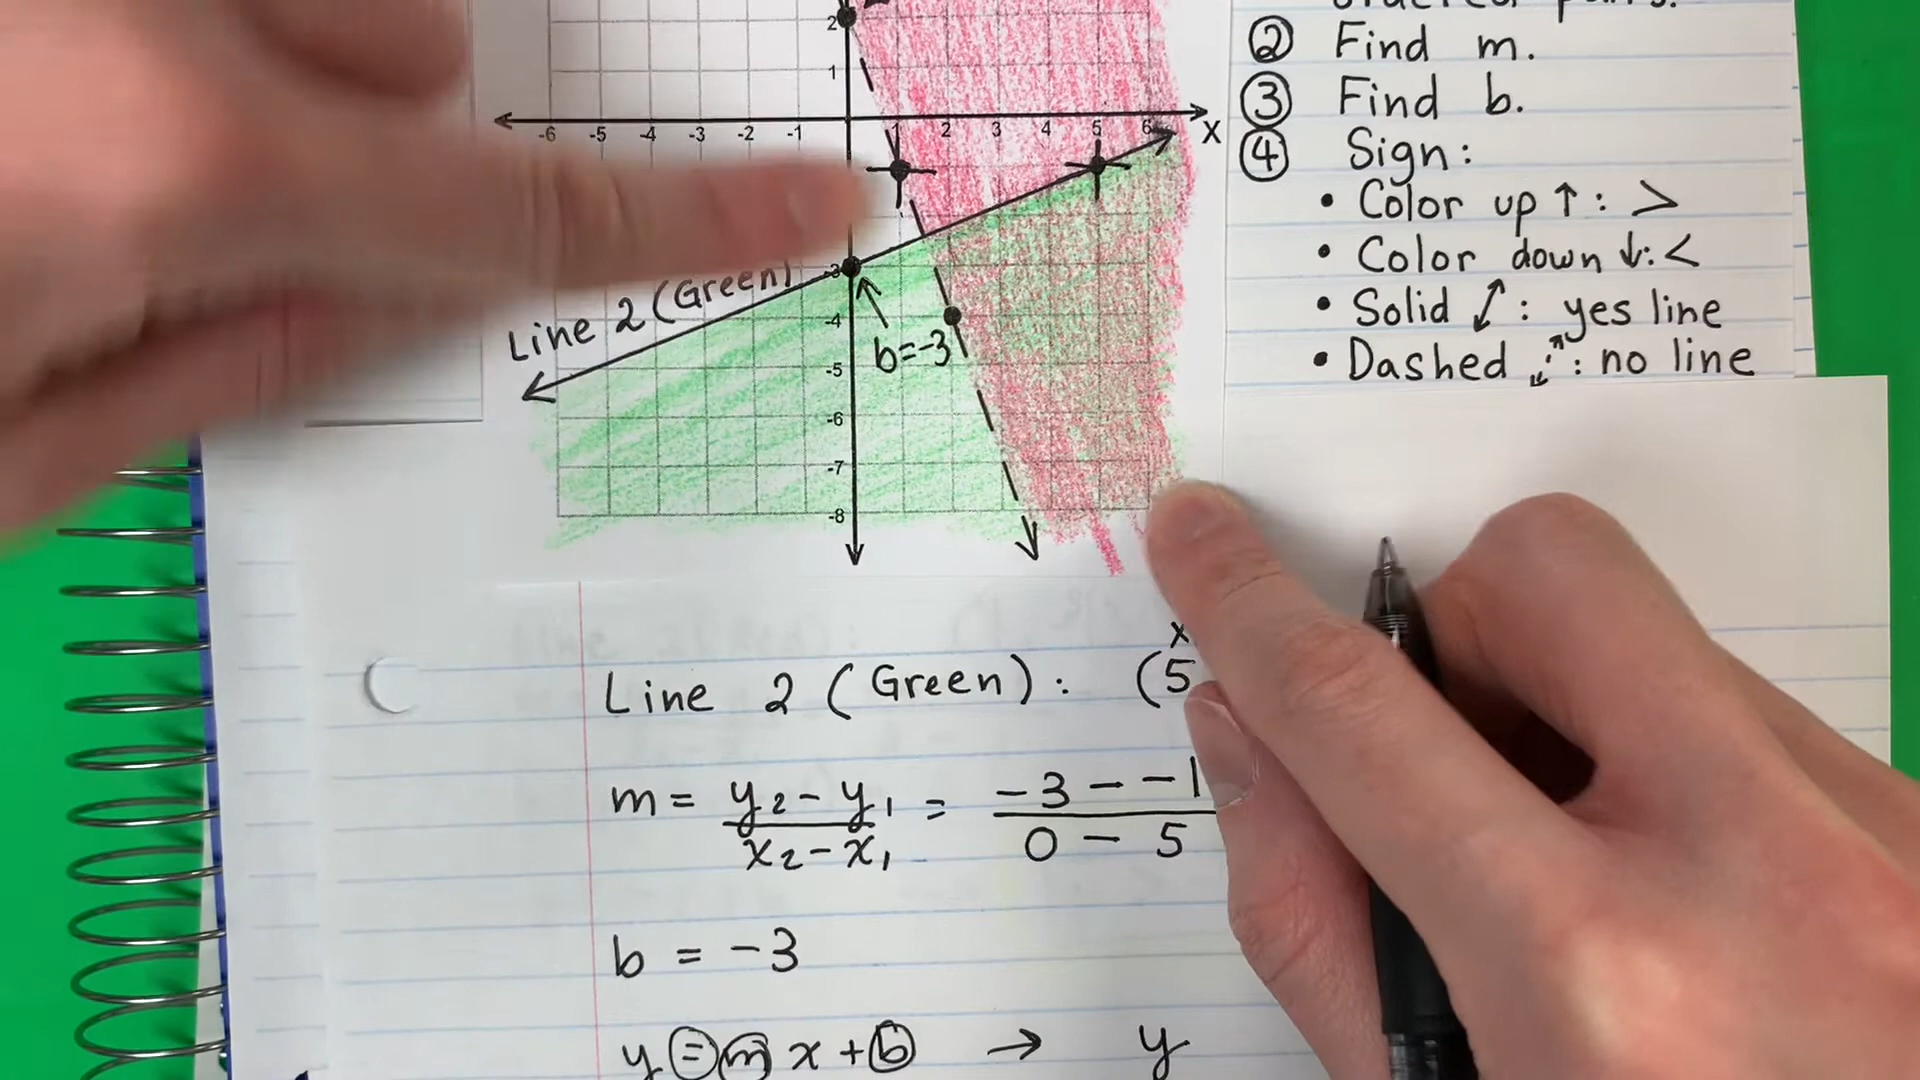 2
② Find m.
1
③ Find b.
-6 -5 -4 -3 -2 -1 1 2 3 4 5 6 x
④ Sign:
• Color up ↑ : >
• Color down ↓: <
• Solid ↗ : yes line
• Dashed : no line
Line 2 (Green)
-3
-4
b=-3
-5
-6
-7
-8
x
Line 2 (Green): (5
m = y₂ - y₁ / x₂ - x₁ = -3 - -1 / 0 - 5
b = -3
y = m x + b → y